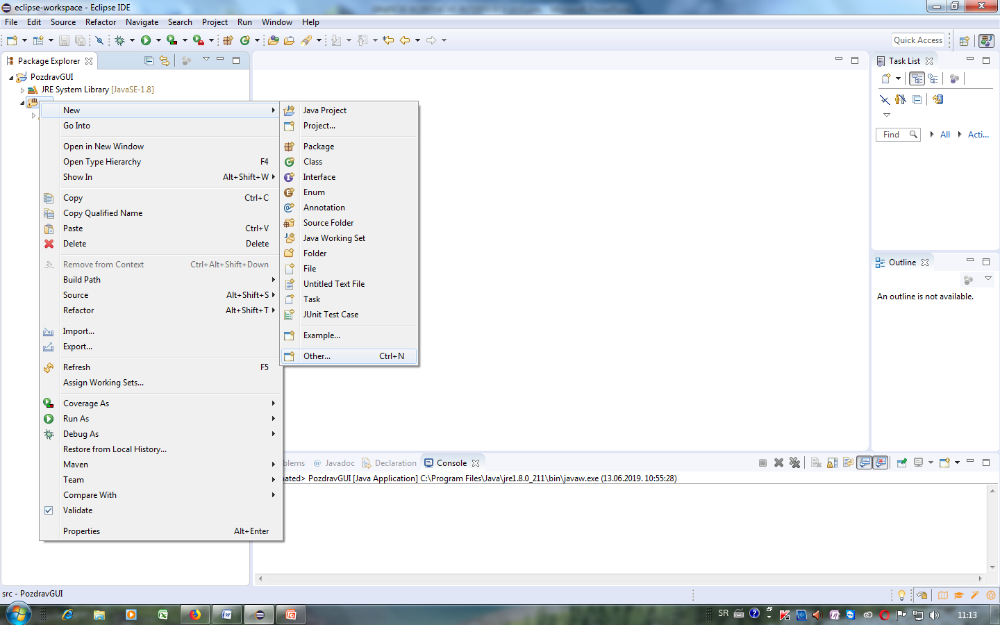 eclipse-workspace - Eclipse IDE
File Edit Source Refactor Navigate Search Project Run Window Help
Quick Access
Package Explorer
PozdravGUI
JRE System Library [JavaSE-1.8]
New
Go Into
Open in New Window
Open Type Hierarchy F4
Show In Alt+Shift+W
Copy Ctrl+C
Copy Qualified Name
Paste Ctrl+V
Delete Delete
Remove from Context Ctrl+Alt+Shift+Down
Build Path
Source Alt+Shift+S
Refactor Alt+Shift+T
Import...
Export...
Refresh F5
Assign Working Sets...
Coverage As
Run As
Debug As
Restore from Local History...
Maven
Team
Compare With
Validate
Properties Alt+Enter
Java Project
Project...
Package
Class
Interface
Enum
Annotation
Source Folder
Java Working Set
Folder
File
Untitled Text File
Task
JUnit Test Case
Example...
Other... Ctrl+N
Task List
Find All Acti...
Outline
An outline is not available.
blems @ Javadoc Declaration Console
nated> PozdravGUI [Java Application] C:\Program Files\Java\jre1.8.0_211\bin\javaw.exe (13.06.2019. 10:55:28)
src - PozdravGUI
SR 11:13